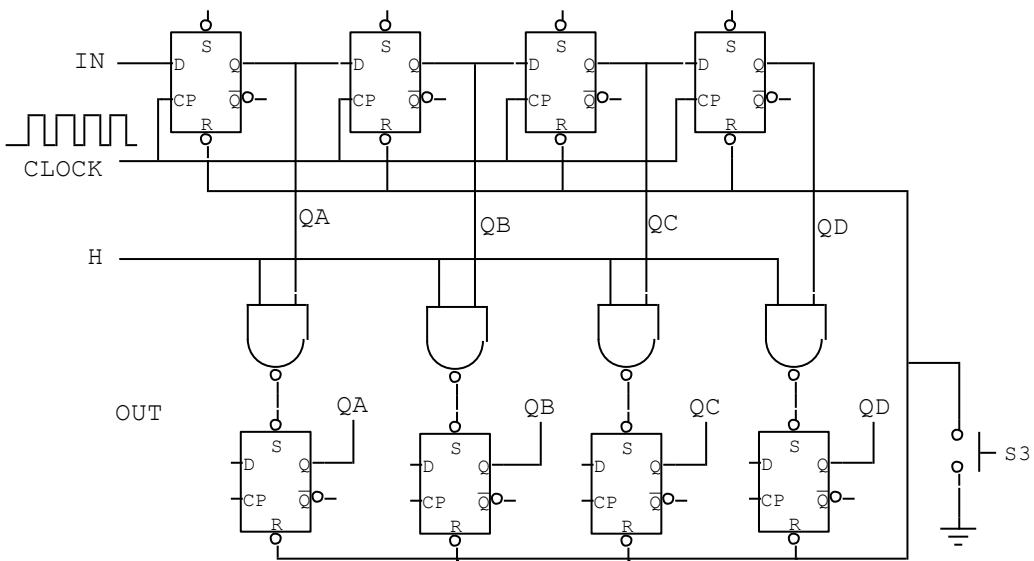 S S S S
IN D Q D Q D Q D Q
CP Q CP Q CP Q CP Q
R R R R
CLOCK
QA QB QC QD
H
OUT QA QB QC QD
S S S S
D Q D Q D Q D Q
S3
CP Q CP Q CP Q CP Q
R R R R